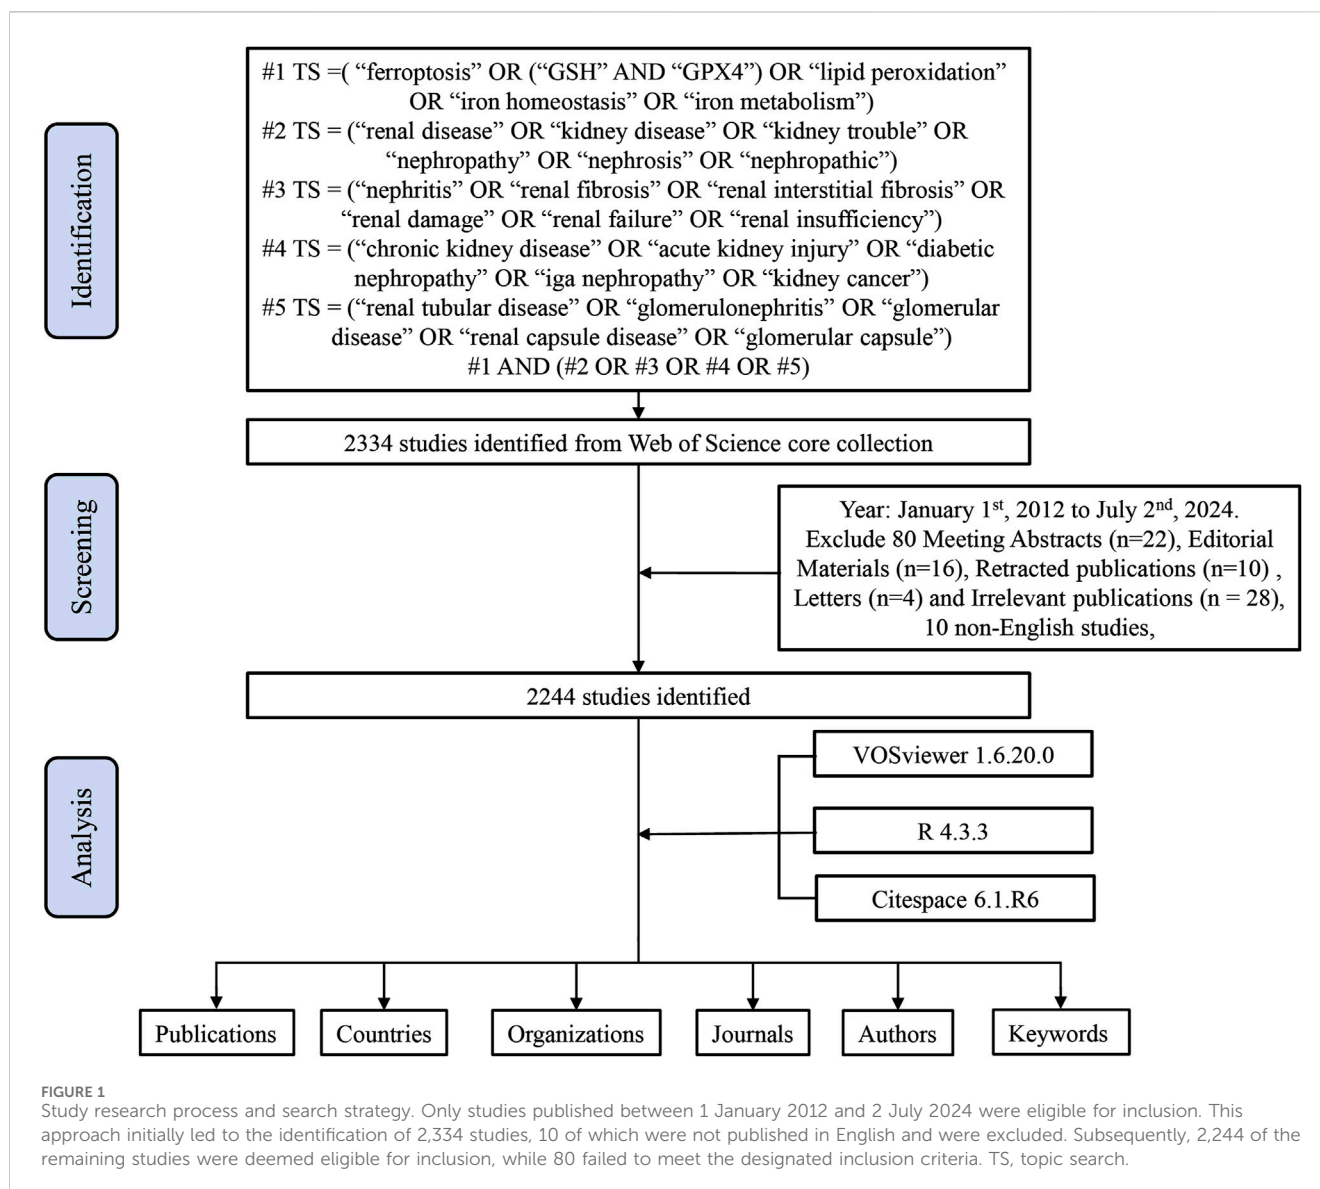 #1 TS =( “ferroptosis” OR (“GSH” AND “GPX4”) OR “lipid peroxidation”
OR “iron homeostasis” OR “iron metabolism”)
#2 TS = (“renal disease” OR “kidney disease” OR “kidney trouble” OR
“nephropathy” OR “nephrosis” OR “nephropathic”)
#3 TS = (“nephritis” OR “renal fibrosis” OR “renal interstitial fibrosis” OR
“renal damage” OR “renal failure” OR “renal insufficiency”)
#4 TS = (“chronic kidney disease” OR “acute kidney injury” OR “diabetic
nephropathy” OR “iga nephropathy” OR “kidney cancer”)
#5 TS = (“renal tubular disease” OR “glomerulonephritis” OR “glomerular
disease” OR “renal capsule disease” OR “glomerular capsule”)
#1 AND (#2 OR #3 OR #4 OR #5)
Identification
2334 studies identified from Web of Science core collection
Screening
Year: January 1st, 2012 to July 2nd, 2024.
Exclude 80 Meeting Abstracts (n=22), Editorial
Materials (n=16), Retracted publications (n=10) ,
Letters (n=4) and Irrelevant publications (n = 28),
10 non-English studies,
2244 studies identified
Analysis
VOSviewer 1.6.20.0
R 4.3.3
Citespace 6.1.R6
Publications
Countries
Organizations
Journals
Authors
Keywords
FIGURE 1
Study research process and search strategy. Only studies published between 1 January 2012 and 2 July 2024 were eligible for inclusion. This
approach initially led to the identification of 2,334 studies, 10 of which were not published in English and were excluded. Subsequently, 2,244 of the
remaining studies were deemed eligible for inclusion, while 80 failed to meet the designated inclusion criteria. TS, topic search.